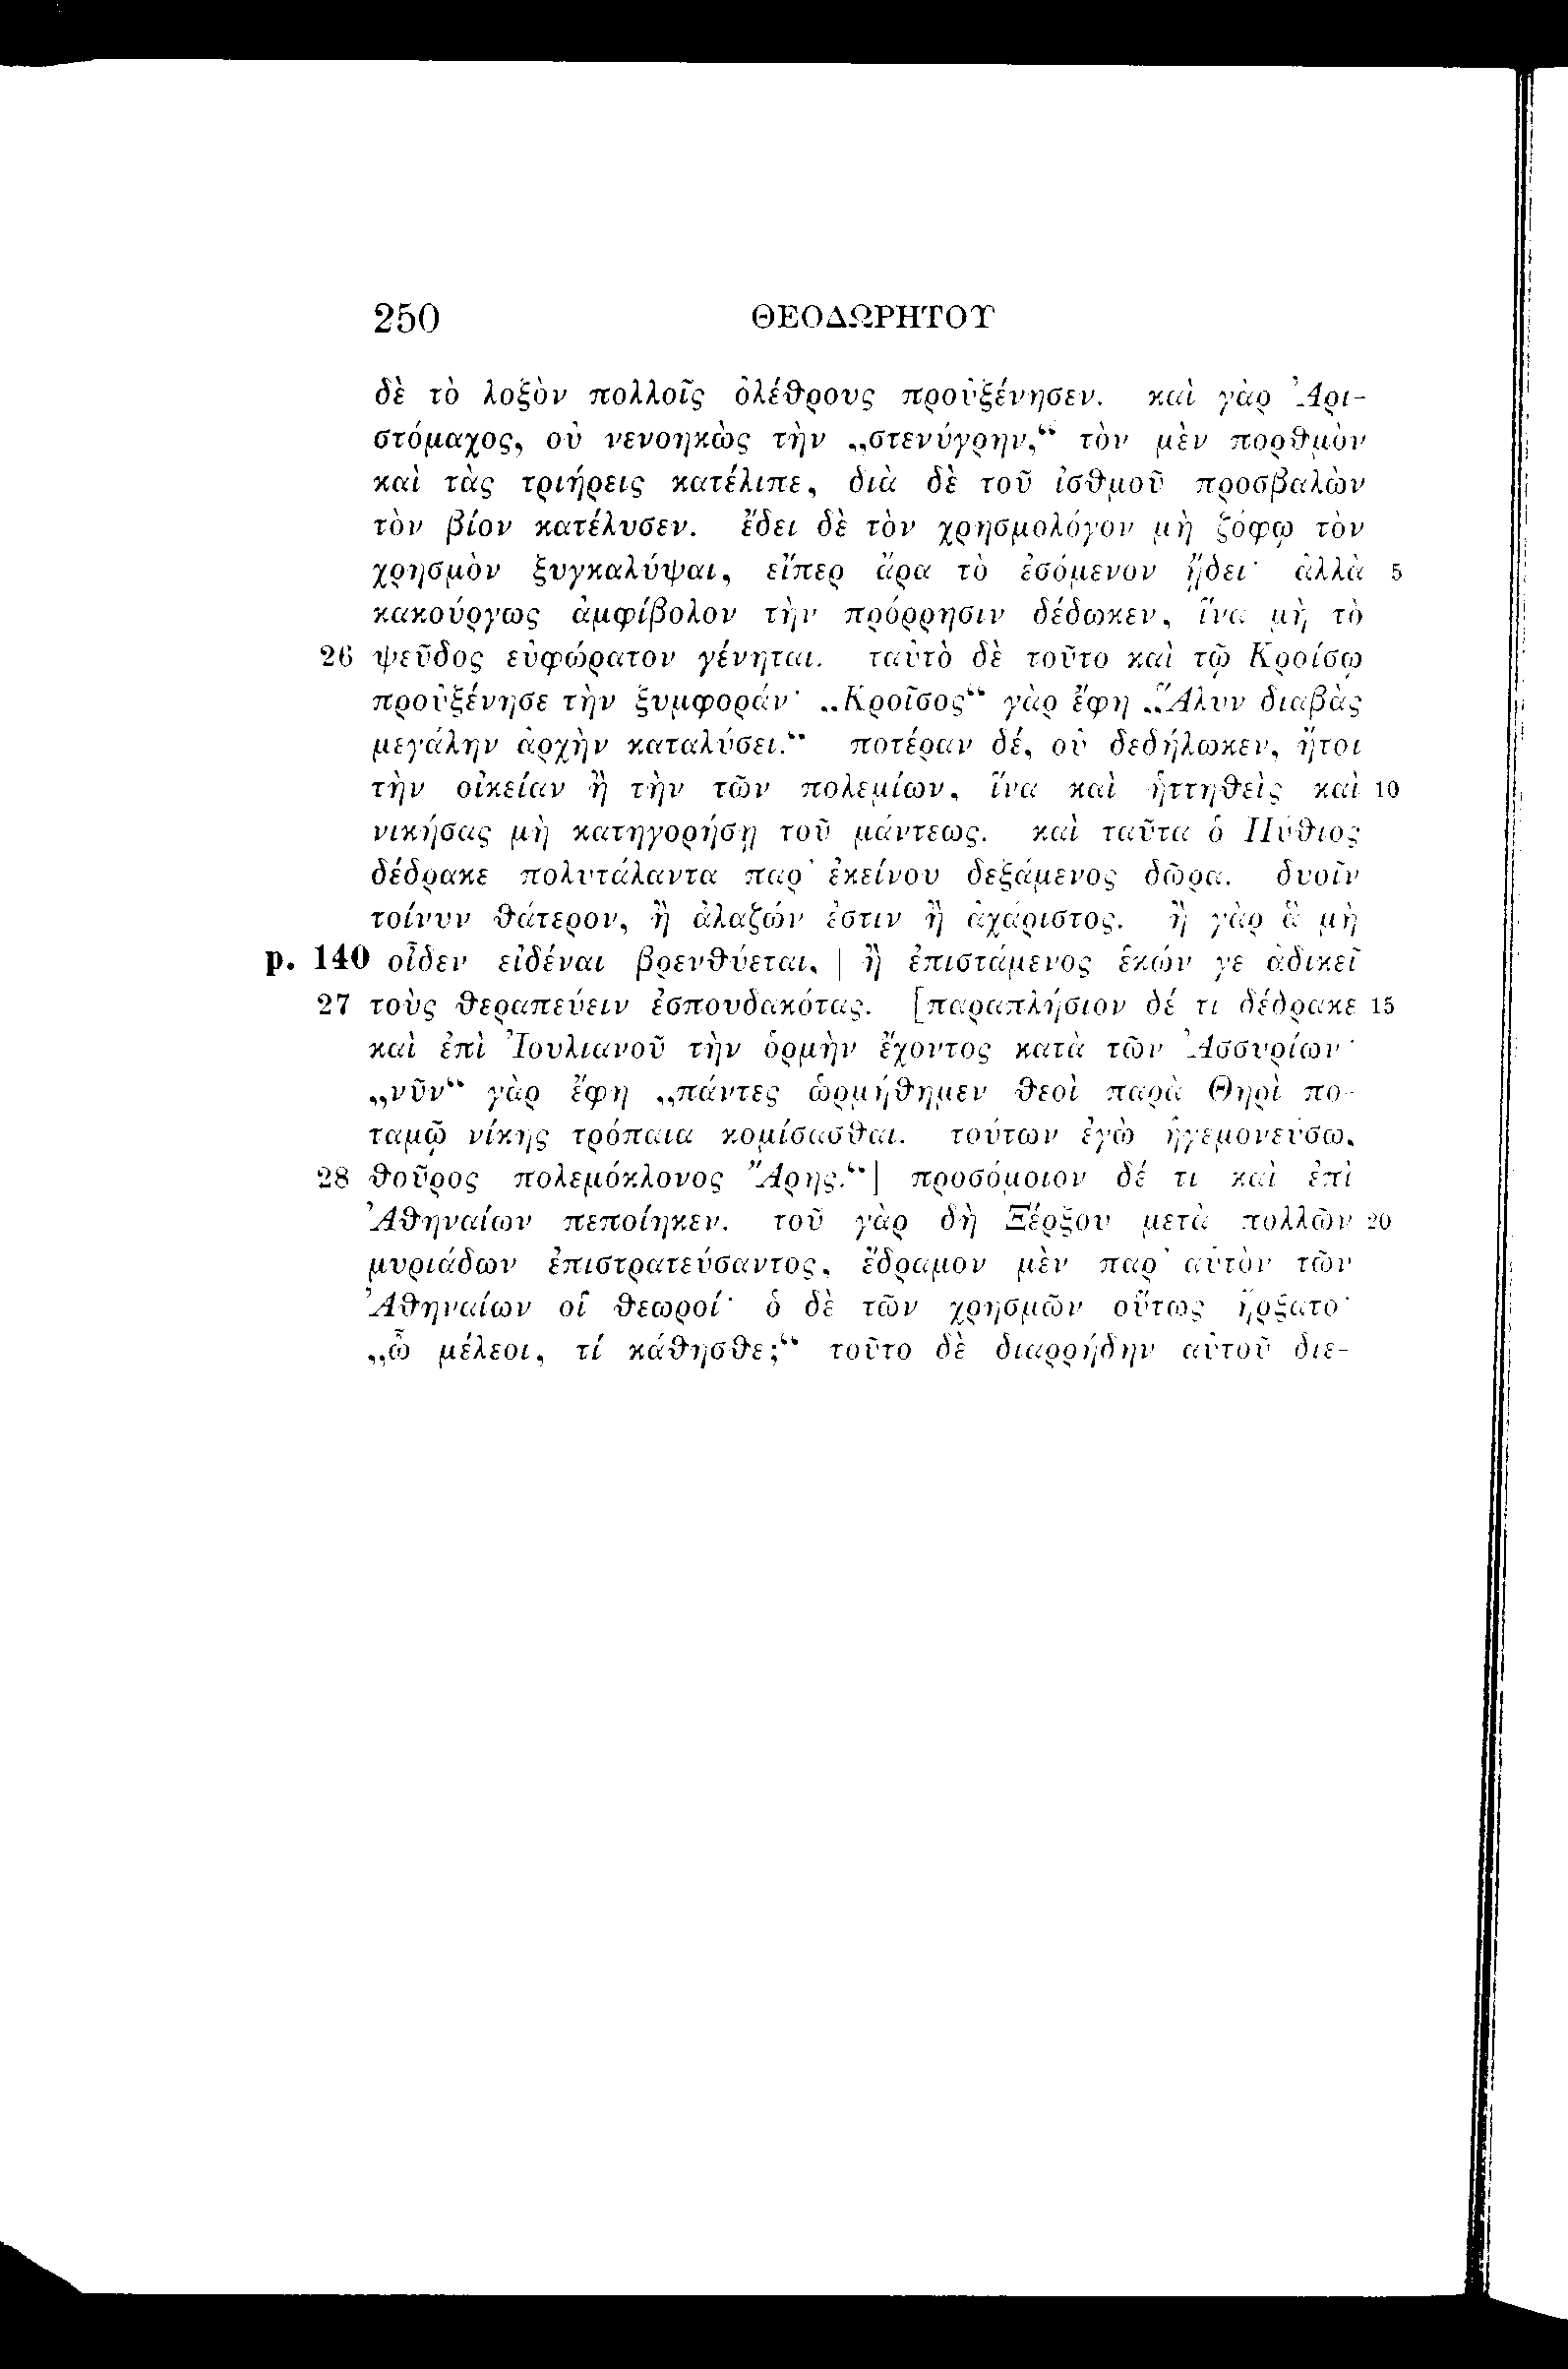 250 ΘΕΟΔΩΡΗΤΟΥ
δὲ τὸ λοξὸν πολλοῖς ὀλέθρους προὐξένησεν. καὶ γὰρ Ἀρι-
στόμαχος, οὐ νενοηκὼς τὴν „στενύγρην,“ τὸν μὲν πορθμὸν
καὶ τὰς τριήρεις κατέλιπε, διὰ δὲ τοῦ ἰσθμοῦ προσβαλὼν
τὸν βίον κατέλυσεν. ἔδει δὲ τὸν χρησμολόγον μὴ ζόφῳ τὸν
χρησμὸν ξυγκαλύψαι, εἴπερ ἄρα τὸ ἐσόμενον ᾔδει· ἀλλὰ 5
κακούργως ἀμφίβολον τὴν πρόρρησιν δέδωκεν, ἵνα μὴ τὸ
26 ψεῦδος εὐφώρατον γένηται. ταὐτὸ δὲ τοῦτο καὶ τῷ Κροίσῳ
προὐξένησε τὴν ξυμφοράν· „Κροῖσος“ γὰρ ἔφη „Ἅλυν διαβὰς
μεγάλην ἀρχὴν καταλύσει.“ ποτέραν δέ, οὐ δεδήλωκεν, ἤτοι
τὴν οἰκείαν ἢ τὴν τῶν πολεμίων, ἵνα καὶ ἡττηθεὶς καὶ 10
νικήσας μὴ κατηγορήσῃ τοῦ μάντεως. καὶ ταῦτα ὁ Πύθιος
δέδρακε πολυτάλαντα παρ᾽ ἐκείνου δεξάμενος δῶρα. δυοῖν
τοίνυν θάτερον, ἢ ἀλαζών ἐστιν ἢ ἀχάριστος. ἢ γὰρ ἃ μὴ
p. 140 οἶδεν εἰδέναι βρενθύεται, | ἢ ἐπιστάμενος ἑκών γε ἀδικεῖ
27 τοὺς θεραπεύειν ἐσπουδακότας. [παραπλήσιον δέ τι δέδρακε 15
καὶ ἐπὶ Ἰουλιανοῦ τὴν ὁρμὴν ἔχοντος κατὰ τῶν Ἀσσυρίων·
„νῦν“ γὰρ ἔφη „πάντες ὡρμήθημεν θεοὶ παρὰ Θηρὶ πο-
ταμῷ νίκης τρόπαια κομίσασθαι. τούτων ἐγὼ ἡγεμονεύσω,
28 θοῦρος πολεμόκλονος Ἄρης.“] προσόμοιον δέ τι καὶ ἐπὶ
Ἀθηναίων πεποίηκεν. τοῦ γὰρ δὴ Ξέρξου μετὰ πολλῶν 20
μυριάδων ἐπιστρατεύσαντος, ἔδραμον μὲν παρ᾽ αὐτὸν τῶν
Ἀθηναίων οἱ θεωροί· ὁ δὲ τῶν χρησμῶν οὕτως ἤρξατο·
„ὦ μέλεοι, τί κάθησθε;“ τοῦτο δὲ διαρρήδην αὐτοῦ διε-